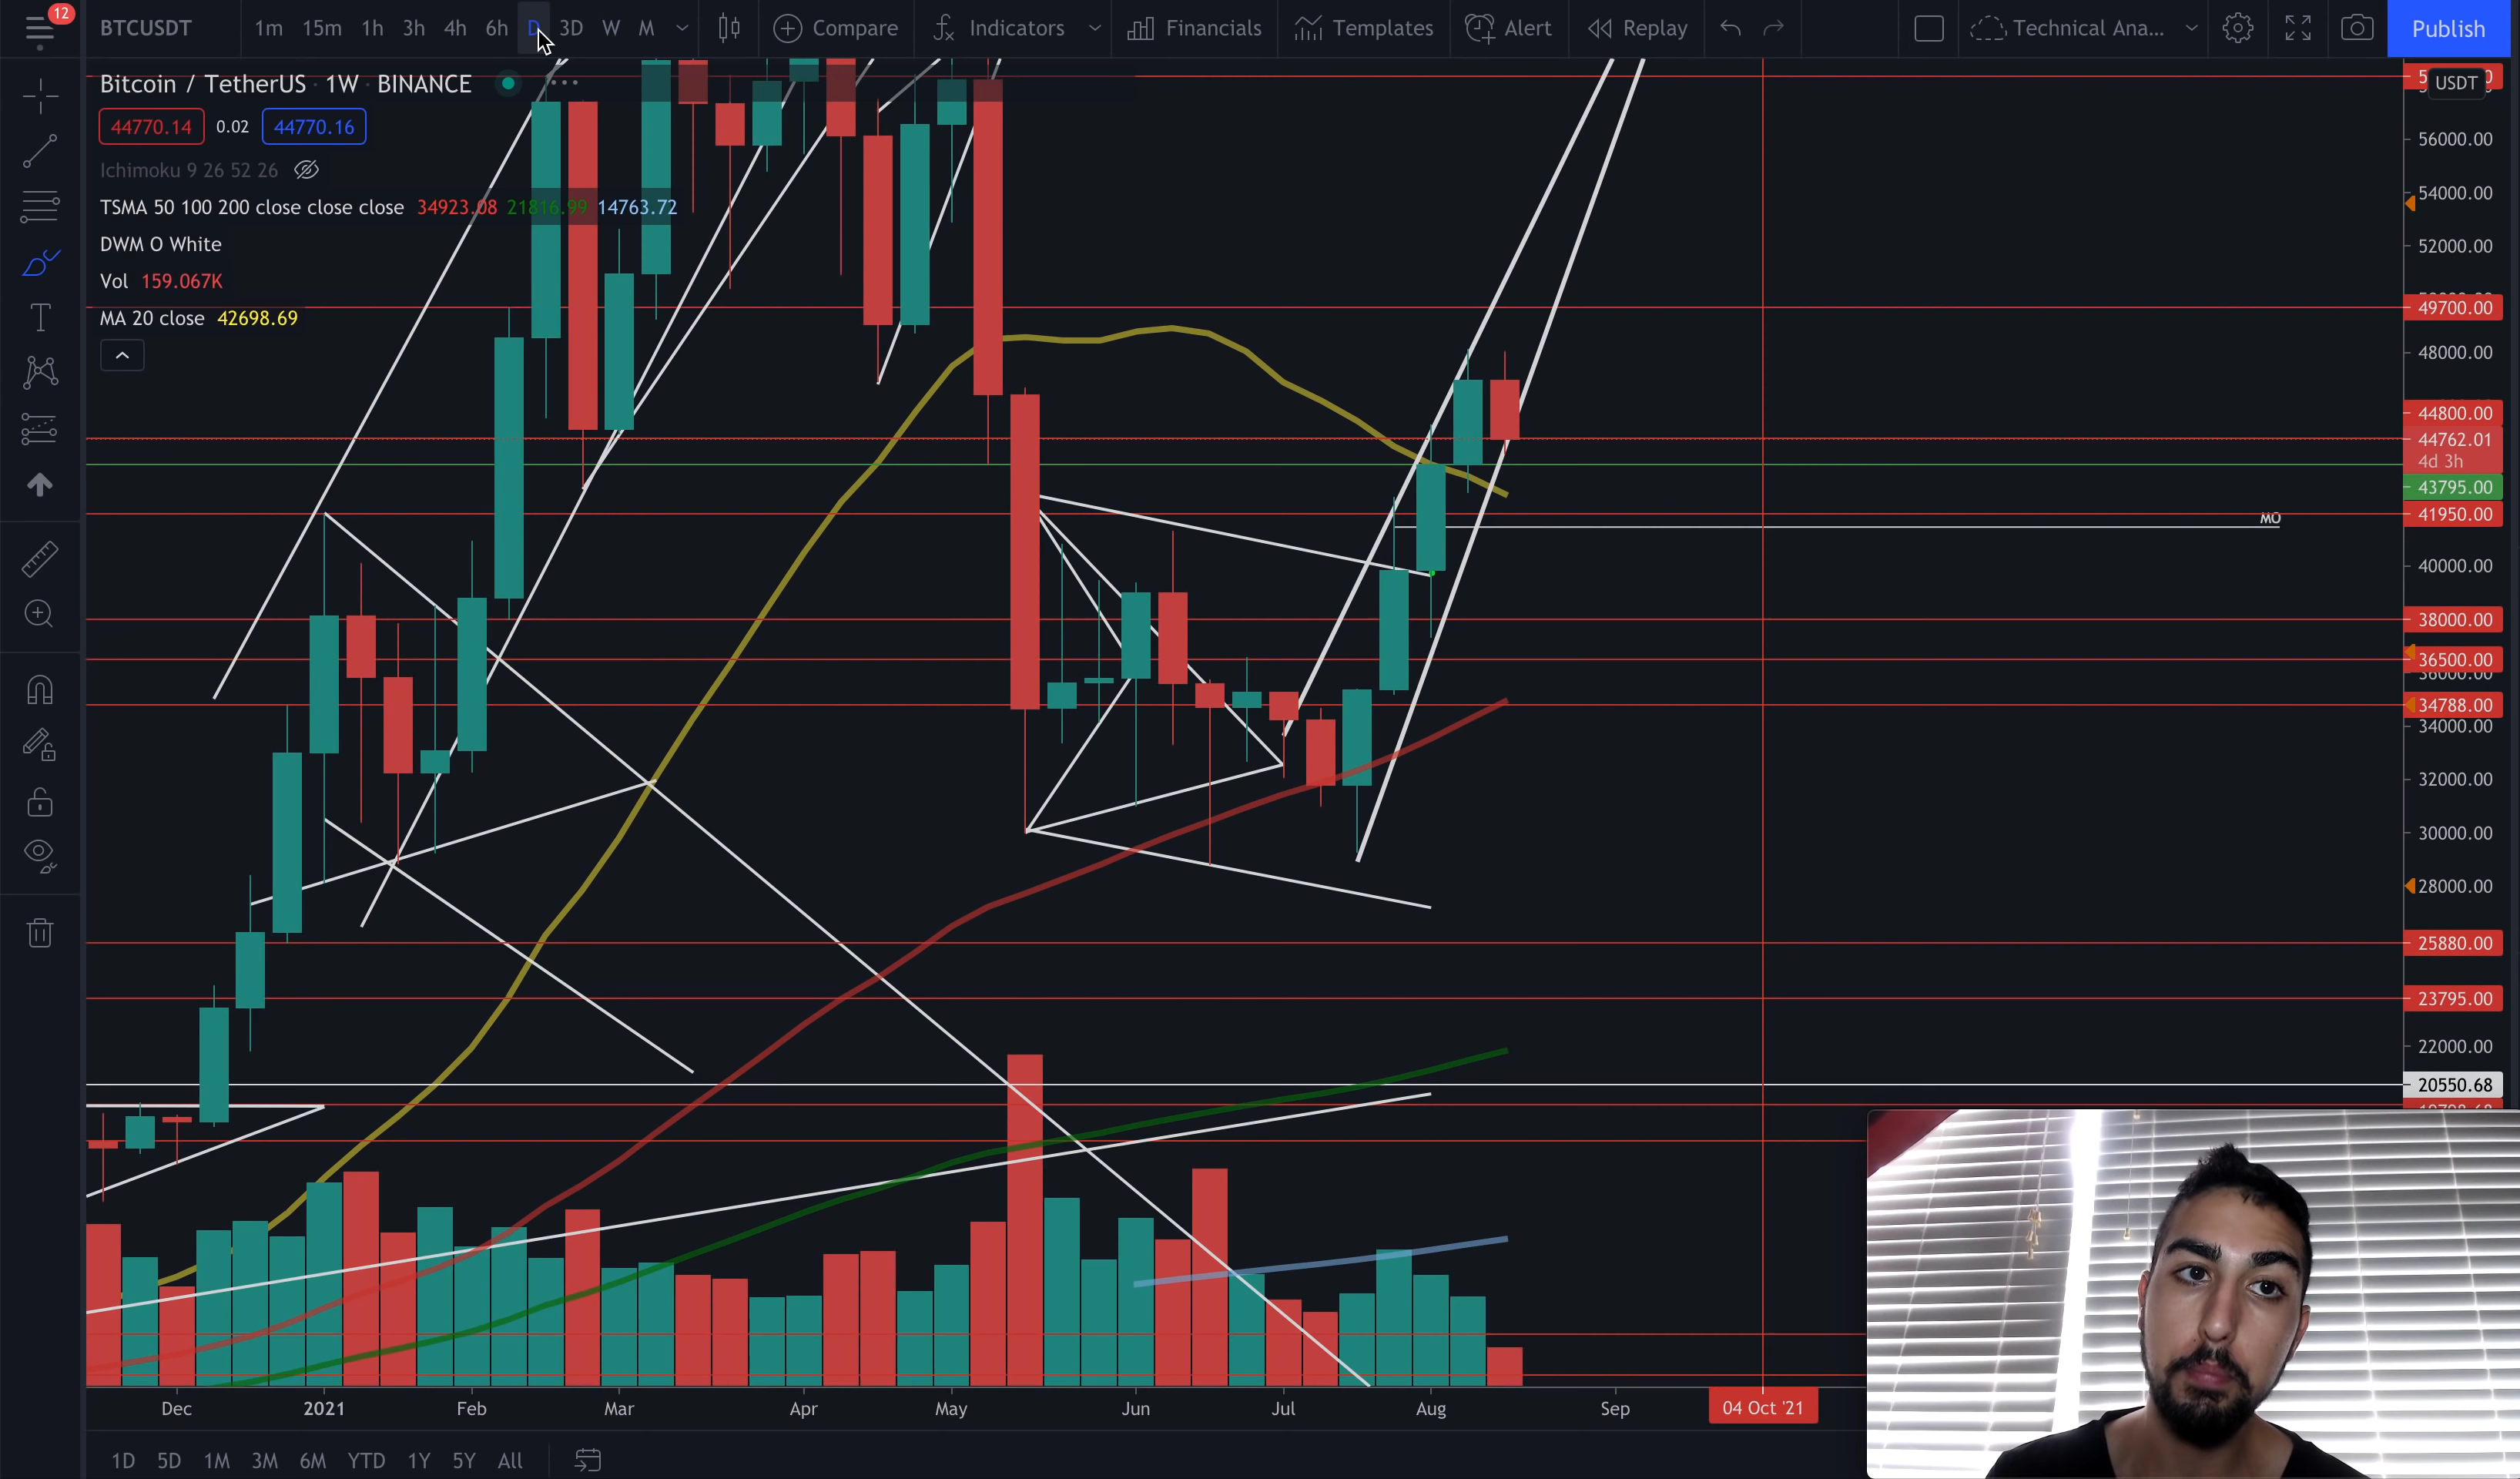 12
BTCUSDT 1m 15m 1h 3h 4h 6h D 3D W M Compare Indicators Financials Templates Alert Replay Technical Ana... Publish
Bitcoin / TetherUS · 1W · BINANCE
44770.14 0.02 44770.16
Ichimoku 9 26 52 26
TSMA 50 100 200 close close close 34923.08 21816.99 14763.72
DWM O White
Vol 159.067K
MA 20 close 42698.69
USDT
56000.00
54000.00
52000.00
49700.00
48000.00
44800.00
44762.01
4d 3h
43795.00
41950.00
MO
40000.00
38000.00
36500.00
36000.00
34788.00
34000.00
32000.00
30000.00
28000.00
25880.00
23795.00
22000.00
20550.68
Dec 2021 Feb Mar Apr May Jun Jul Aug Sep 04 Oct '21
1D 5D 1M 3M 6M YTD 1Y 5Y All